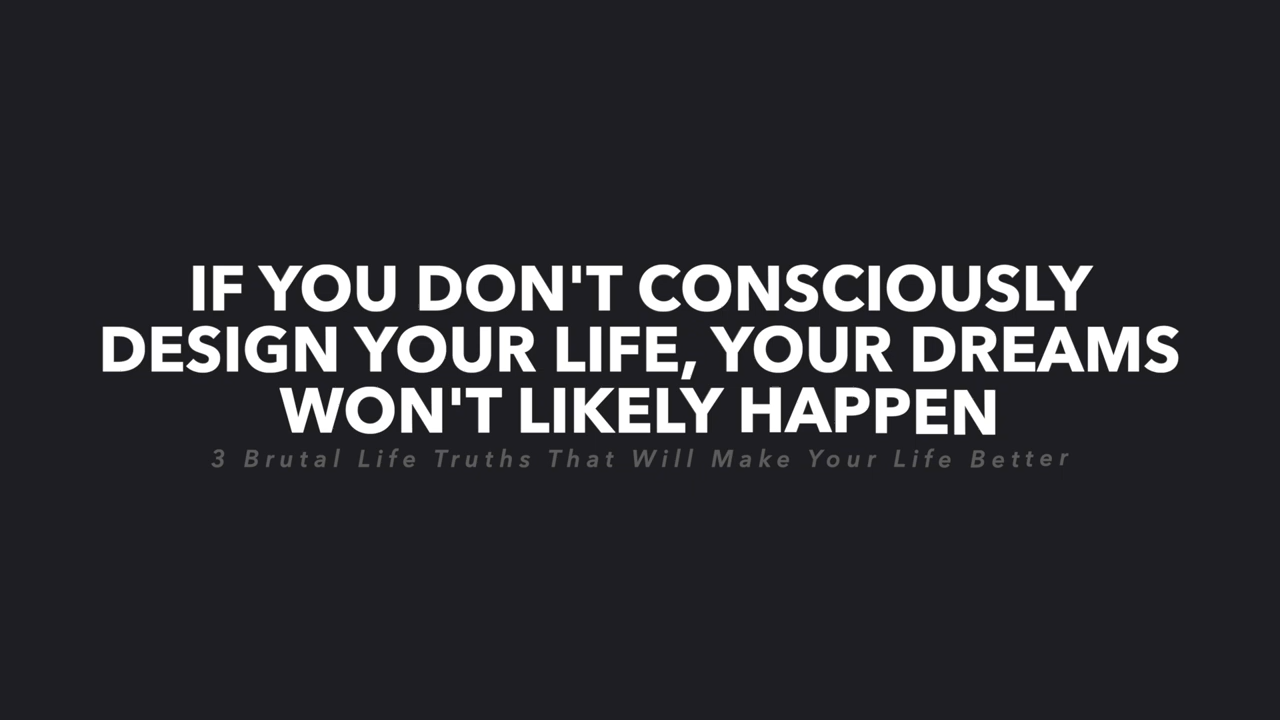 IF YOU DON'T CONSCIOUSLY
DESIGN YOUR LIFE, YOUR DREAMS
WON'T LIKELY HAPPEN
3 Brutal Life Truths That Will Make Your Life Better